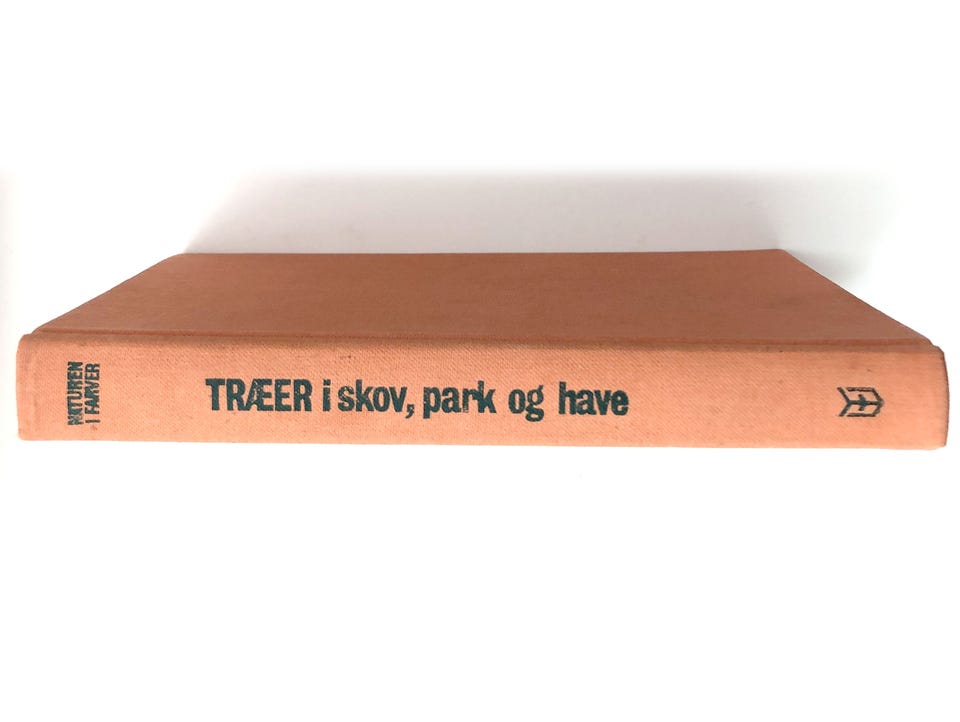 NATUREN
I FARVER
TRÆER i skov, park og have